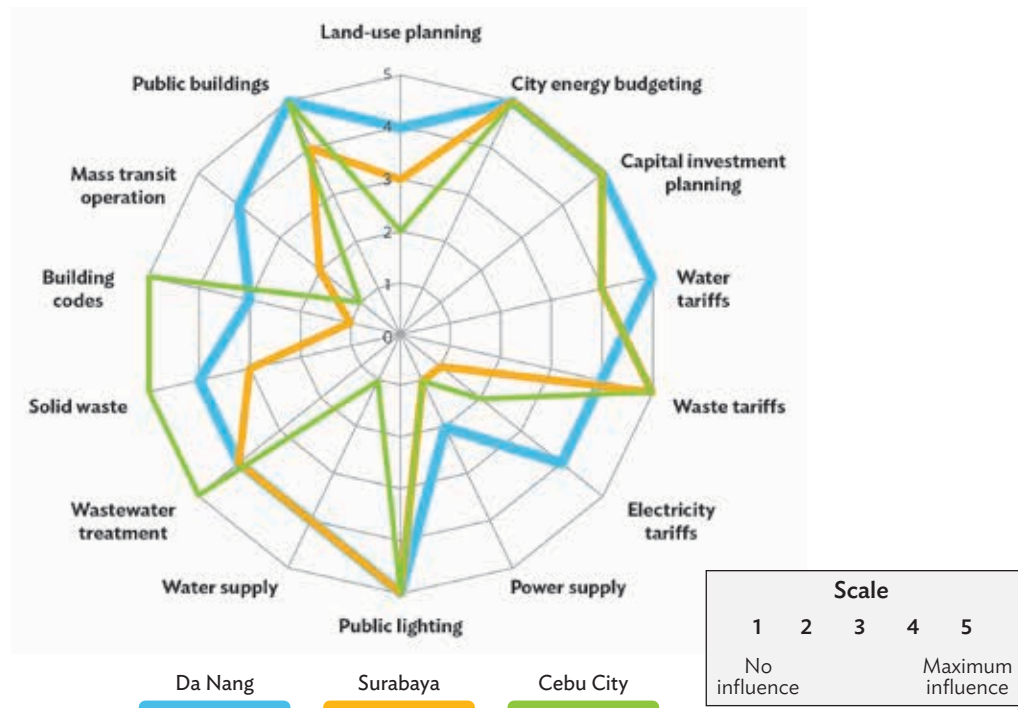 Land-use planning
Public buildings
City energy budgeting
Mass transit
operation
Capital investment
planning
Building
codes
Water
tariffs
Solid waste
Waste tariffs
Wastewater
treatment
Electricity
tariffs
Water supply
Power supply
Public lighting
5
4
3
2
1
0
Scale
1 2 3 4 5
No
influence
Maximum
influence
Da Nang
Surabaya
Cebu City